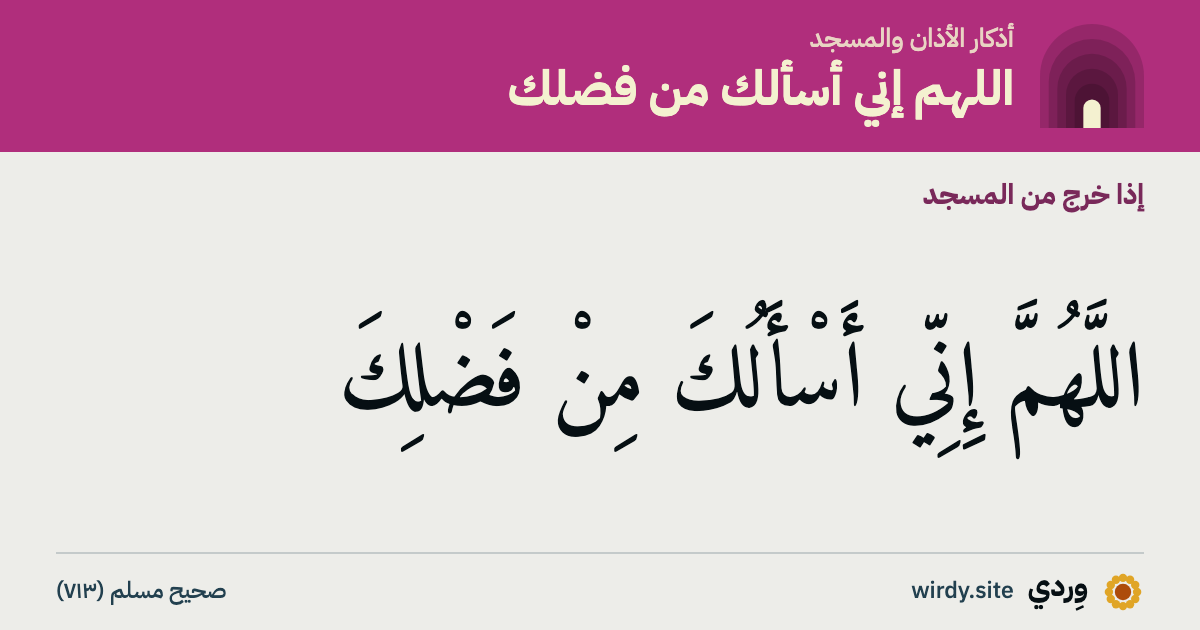 أذكار الأذان والمسجد
اللهم إني أسألك من فضلك
إذا خرج من المسجد
اللَّهُمَّ إِنِّي أَسْأَلُكَ مِنْ فَضْلِكَ
وِردي wirdy.site
صحيح مسلم (٧١٣)